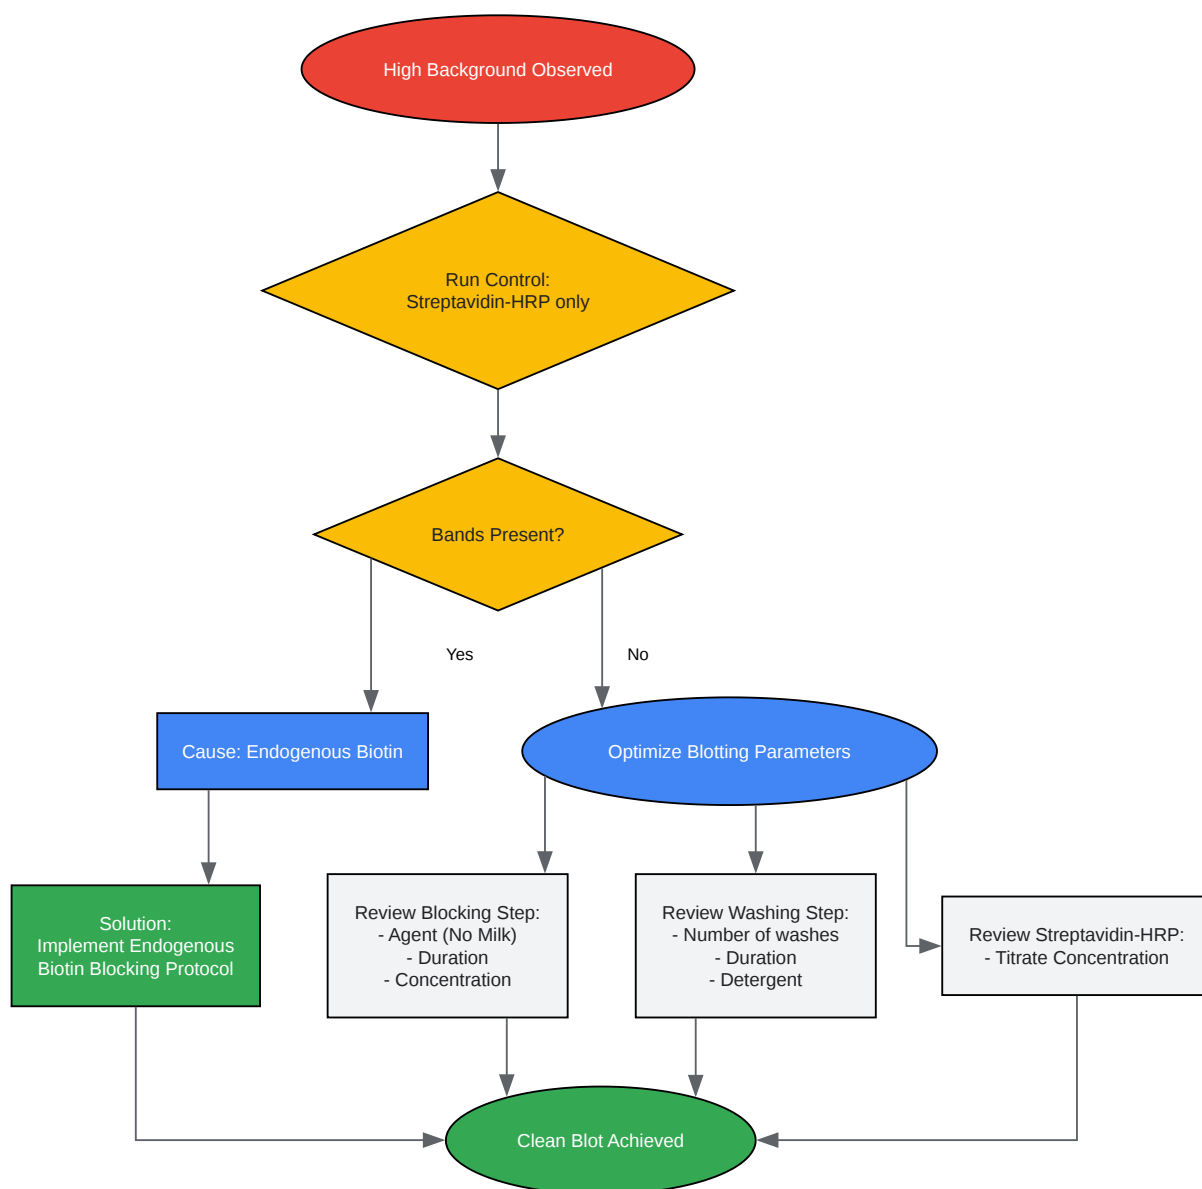 High Background Observed
Run Control:
Streptavidin-HRP only
Bands Present?
Yes
No
Cause: Endogenous Biotin
Optimize Blotting Parameters
Solution:
Implement Endogenous
Biotin Blocking Protocol
Review Blocking Step:
- Agent (No Milk)
- Duration
- Concentration
Review Washing Step:
- Number of washes
- Duration
- Detergent
Review Streptavidin-HRP:
- Titrate Concentration
Clean Blot Achieved